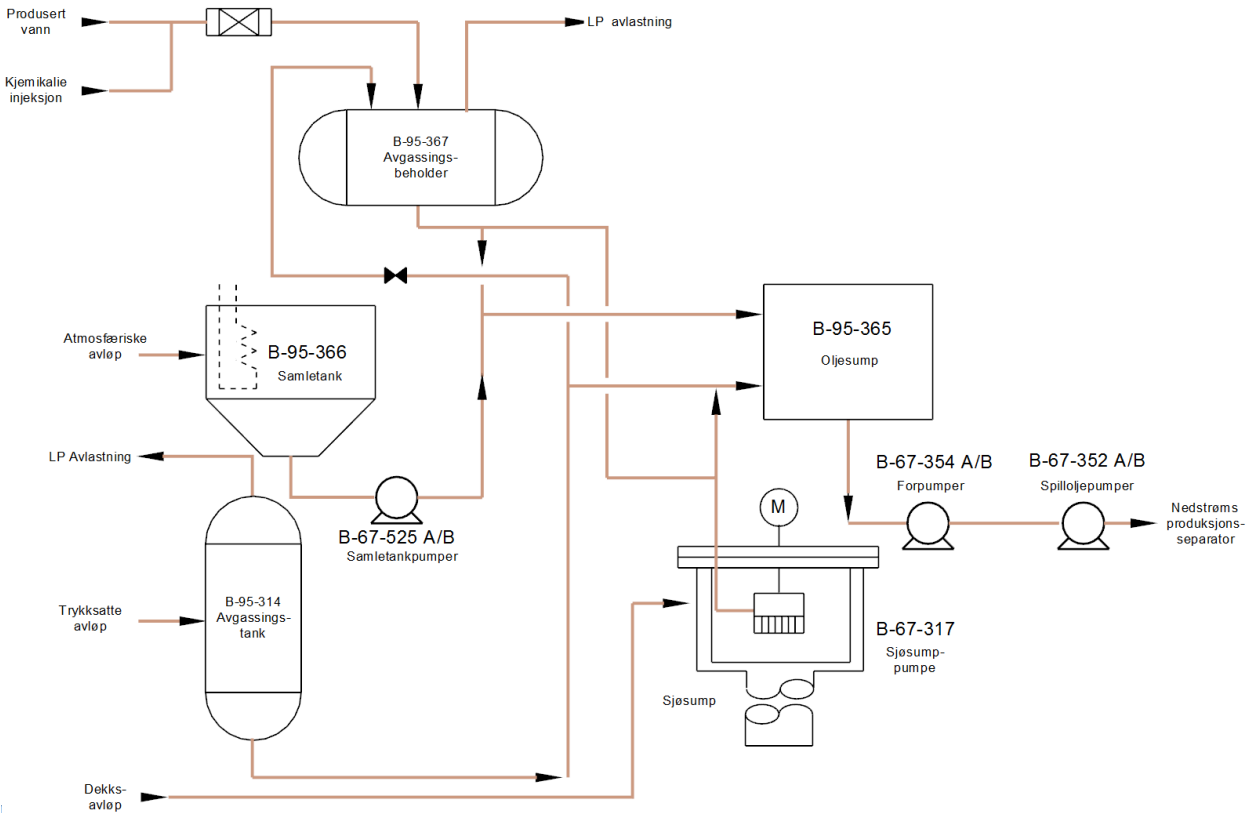 Produsert
vann
LP avlastning
Kjemikalie
injeksjon
B-95-367
Avgassings-
beholder
B-95-365
Oljesump
Atmosfæriske
avløp
B-95-366
Samletank
LP Avlastning
B-67-354 A/B
Forpumper
B-67-352 A/B
Spilloljepumper
M
Nedstrøms
produksjons-
separator
B-67-525 A/B
Samletankpumper
Trykksatte
avløp
B-95-314
Avgassings-
tank
B-67-317
Sjøsump-
pumpe
Sjøsump
Dekks-
avløp